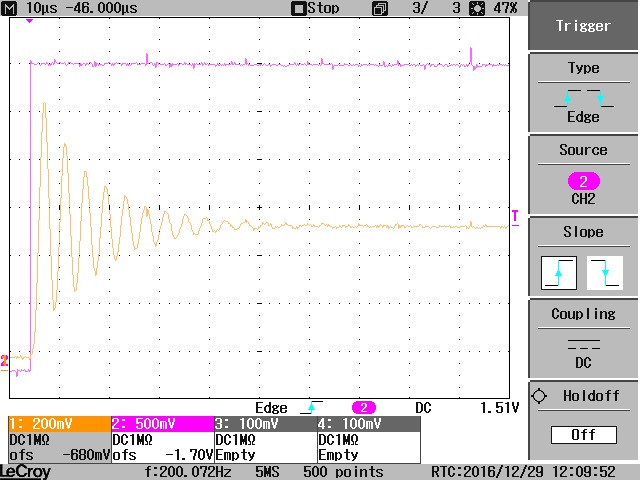 M 10μs -46.000μs Stop 3/ 3 47%
Trigger
Type
Edge
Source
2
CH2
T
Slope
Coupling
DC
2
Holdoff
Off
Edge 2 DC 1.51V
1: 200mV 2: 500mV 3: 100mV 4: 100mV
DC1MΩ DC1MΩ DC1MΩ DC1MΩ
ofs -680mV ofs -1.70V Empty Empty
LeCroy f:200.072Hz 5MS 500 points RTC:2016/12/29 12:09:52